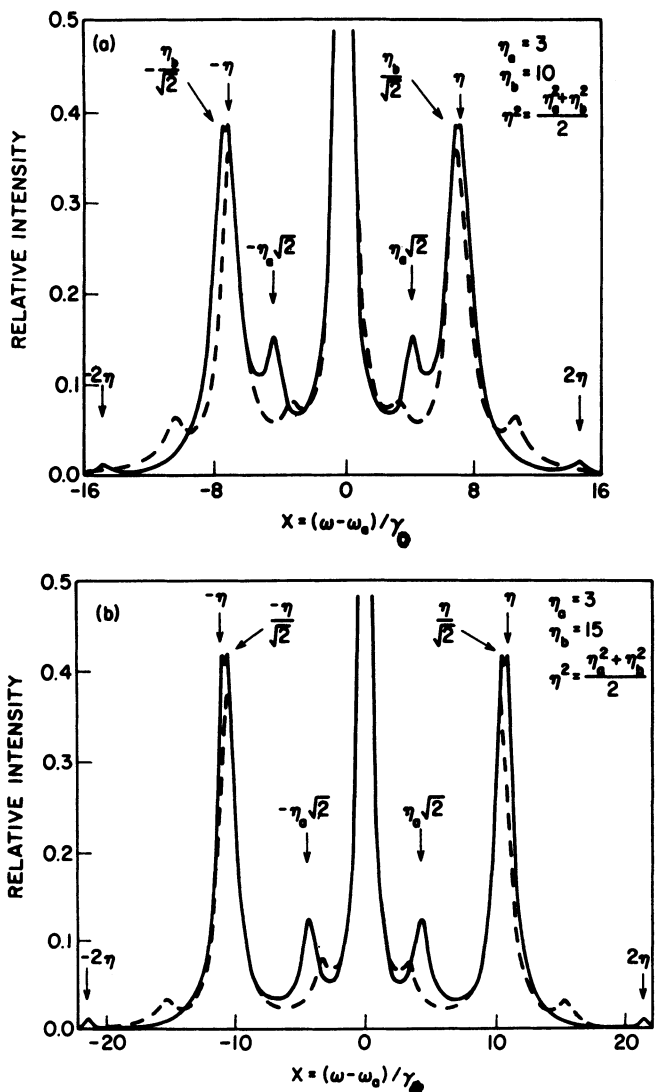 0.5
(a)
-η_b/√2
-η
η_b/√2
η
η_a = 3
η_b = 10
η² = (η_a² + η_b²)/2
0.4
0.3
-η_a√2
η_a√2
0.2
RELATIVE INTENSITY
-2η
0.1
2η
0.0
-16
-8
0
8
16
X = (ω-ω_a)/γ_0
0.5
(b)
-η
-η/√2
η/√2
η
η_a = 3
η_b = 15
η² = (η_a² + η_b²)/2
0.4
0.3
-η_a√2
η_a√2
0.2
RELATIVE INTENSITY
0.1
-2η
2η
0.0
-20
-10
0
10
20
X = (ω-ω_a)/γ_0